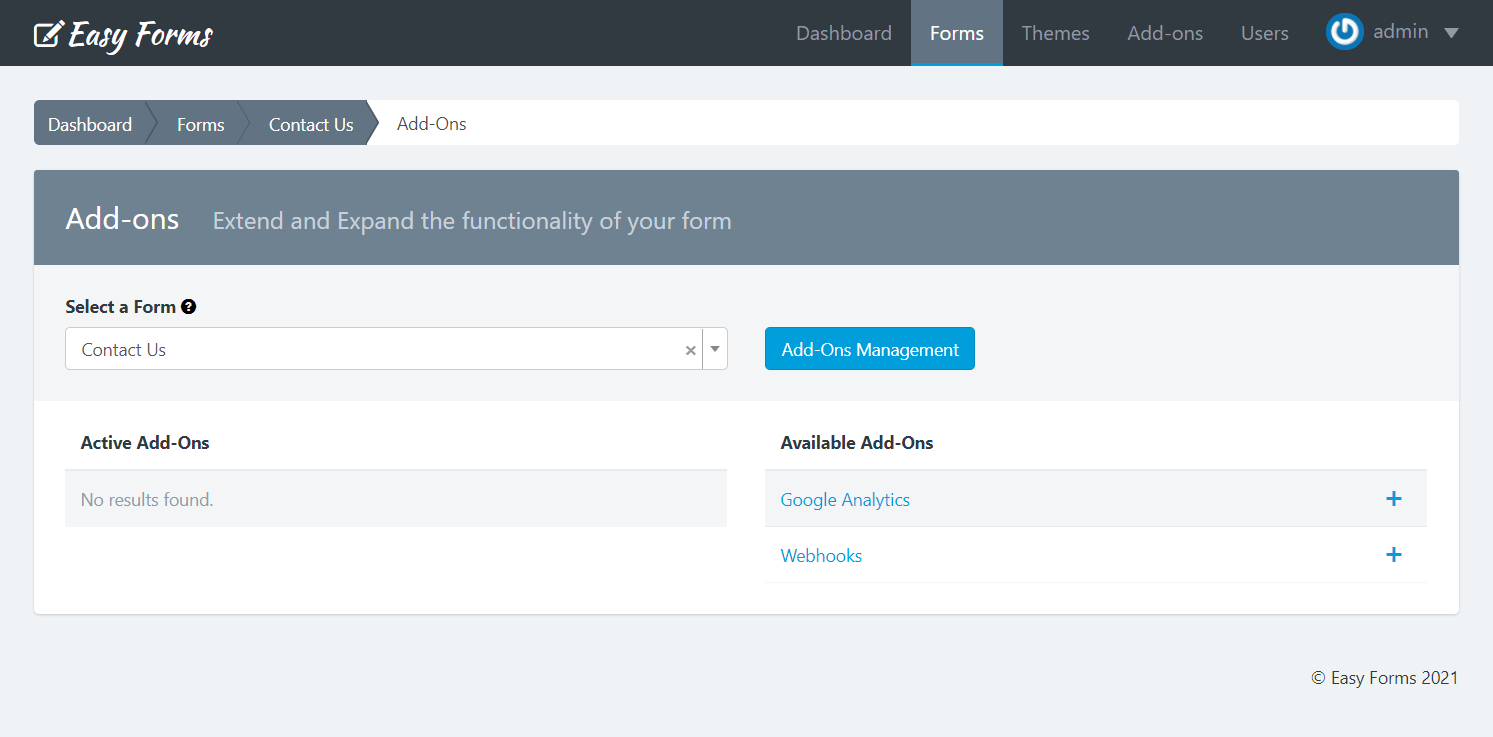 Easy Forms
Dashboard Forms Themes Add-ons Users admin
Dashboard Forms Contact Us Add-Ons
Add-ons Extend and Expand the functionality of your form
Select a Form
Contact Us × Add-Ons Management
Active Add-Ons
No results found.
Available Add-Ons
Google Analytics +
Webhooks +
© Easy Forms 2021